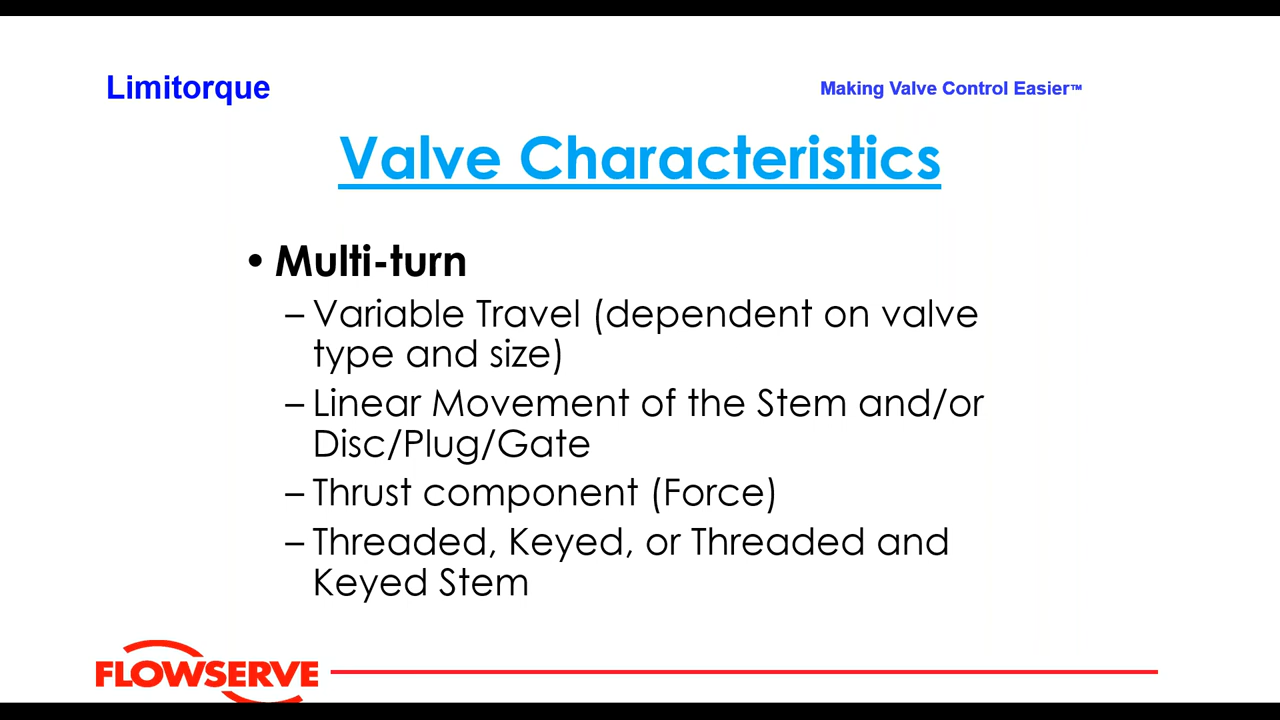 Limitorque
Making Valve Control Easier™
Valve Characteristics
• Multi-turn
– Variable Travel (dependent on valve
type and size)
– Linear Movement of the Stem and/or
Disc/Plug/Gate
– Thrust component (Force)
– Threaded, Keyed, or Threaded and
Keyed Stem
FLOWSERVE